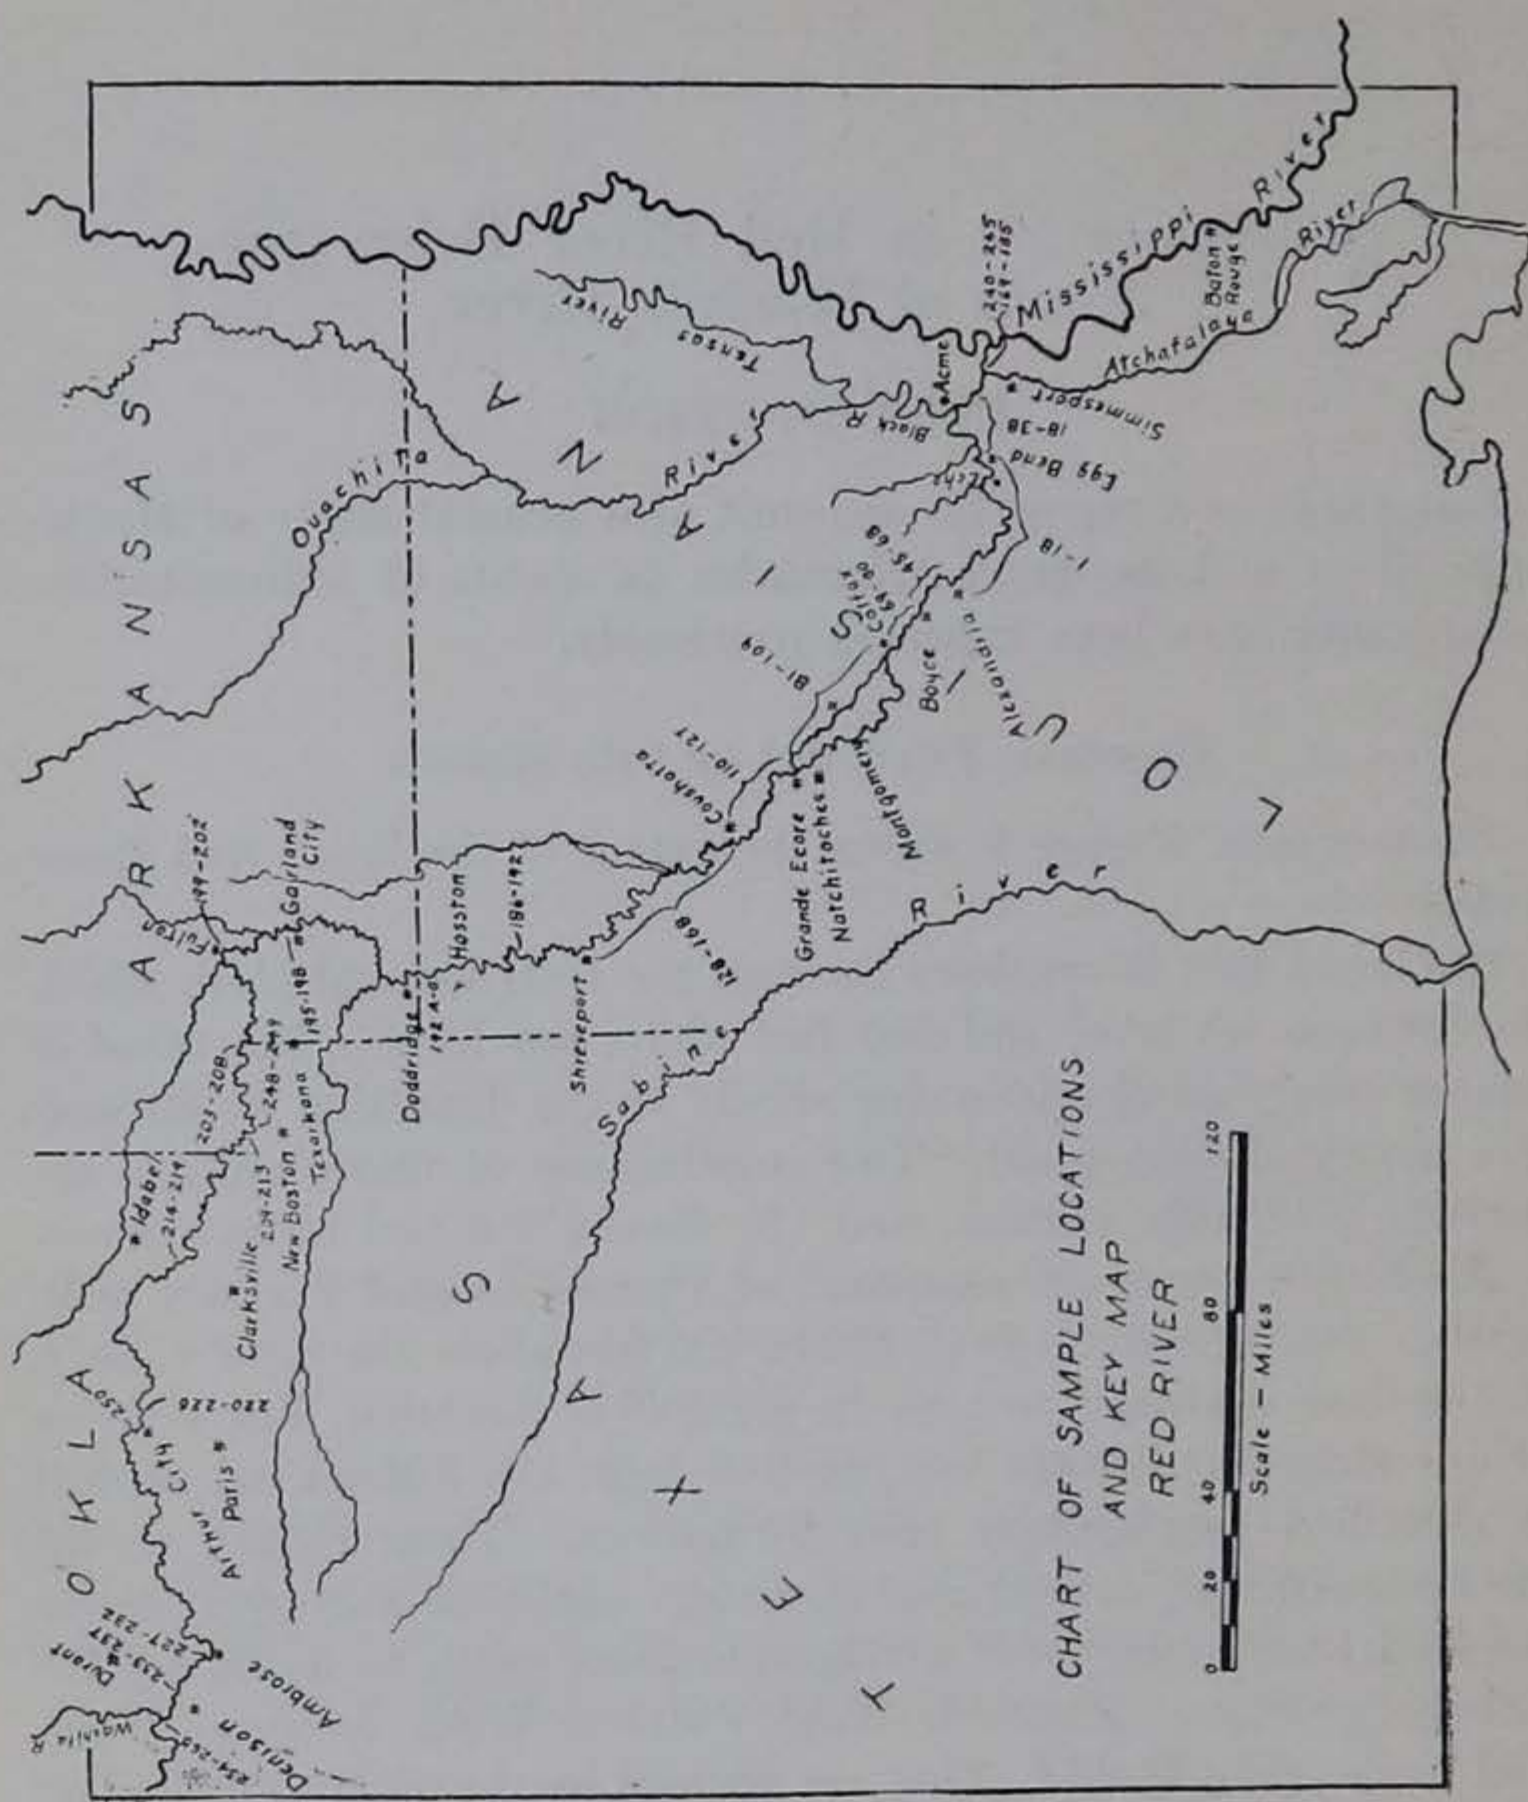 CHART OF SAMPLE LOCATIONS
AND KEY MAP
RED RIVER
Scale – Miles
0 20 40 80 120
OKLA
ARKANSAS
TEXAS
LOUISIANA
Washita R
Durant
Denison
Ambrose
233-237
227-232
Arthur City
Paris
250
220-226
Idabel
214-219
Clarksville
209-213
New Boston
Texarkana
203-208
248-249
195-198
Fulton
199-202
Garland
City
Doddridge
Hosston
186-192
Shreveport
128-168
Coushatta
110-127
Grande Ecore
Natchitoches
Montgomery
81-109
Colfax
45-68
Boyce
Alexandria
1-18
Egg Bend
18-38
Acme
Black R
Simmesport
240-245
169-185
Baton
Rouge
Mississippi River
Atchafalaya River
Tensas River
Ouachita River
Sabine River